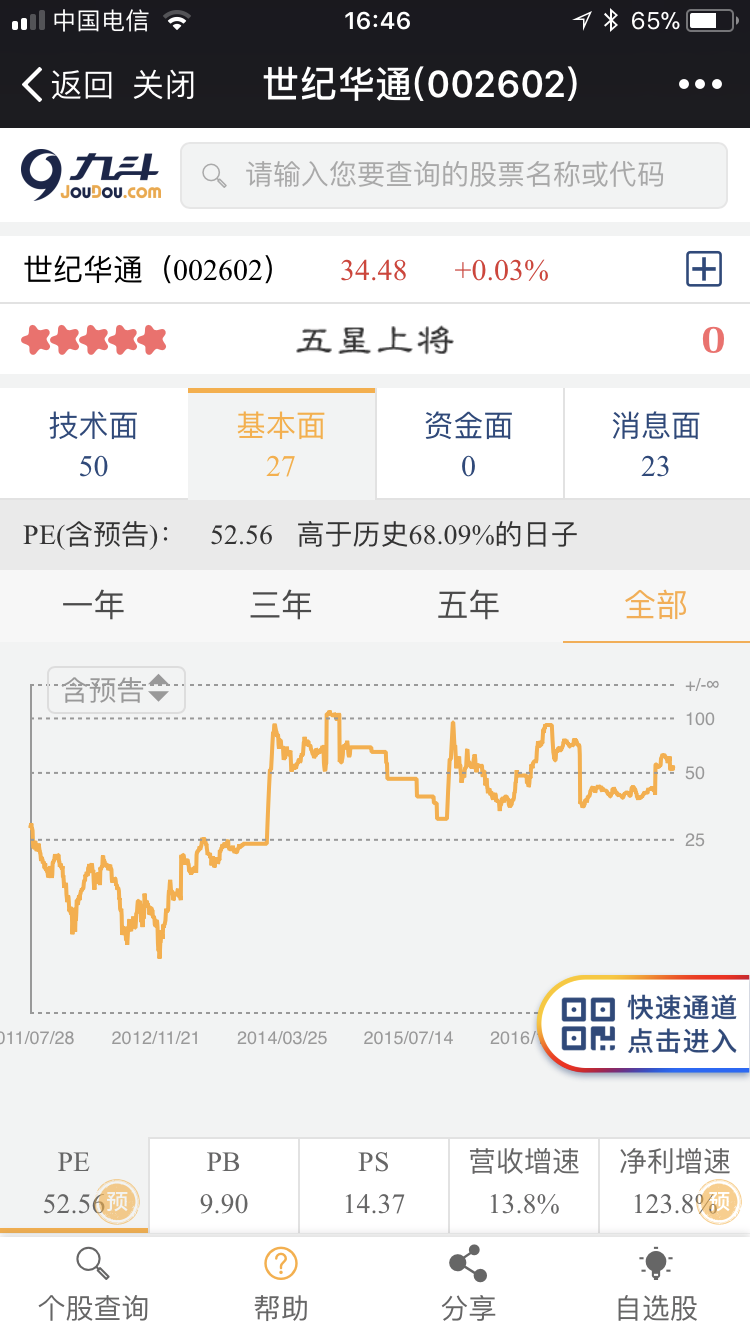 中国电信 16:46 65%
返回 关闭 世纪华通(002602)
九斗 JouDou.com 请输入您要查询的股票名称或代码
世纪华通（002602） 34.48 +0.03%
五星上将 0
技术面 基本面 资金面 消息面
50 27 0 23
PE(含预告)： 52.56 高于历史68.09%的日子
一年 三年 五年 全部
含预告
+/-∞
100
50
25
快速通道
点击进入
011/07/28 2012/11/21 2014/03/25 2015/07/14 2016/
PE PB PS 营收增速 净利增速
52.56 预 9.90 14.37 13.8% 123.8% 预
个股查询 帮助 分享 自选股